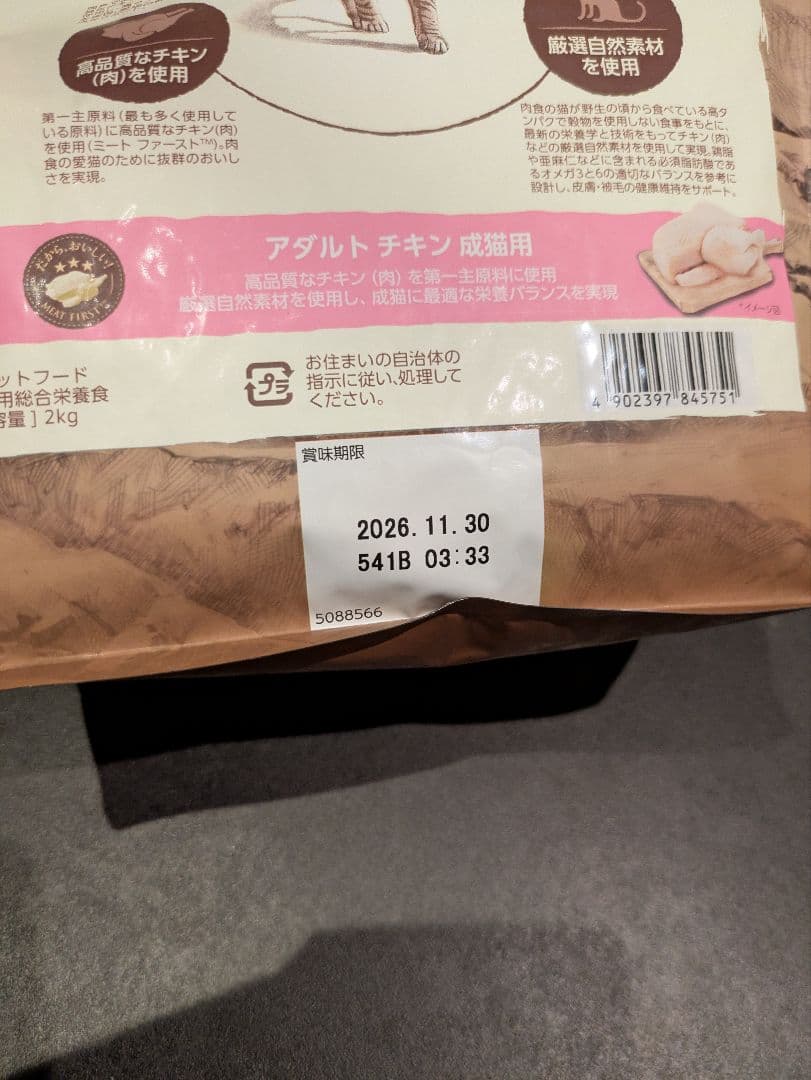 高品質なチキン
(肉)を使用
厳選自然素材
を使用
第一主原料(最も多く使用して
いる原料)に高品質なチキン(肉)
を使用(ミート ファースト™)。肉
食の愛猫のために抜群のおいし
さを実現。
肉食の猫が野生の頃から食べている高タ
ンパクで穀物を使用しない食事をもとに、
最新の栄養学と技術をもってチキン(肉)
などの厳選自然素材を使用して実現。鶏脂
や亜麻仁などに含まれる必須脂肪酸であ
るオメガ3と6の適切なバランスを参考に
設計し、皮膚・被毛の健康維持をサポート。
だから、おいしい!
MEAT FIRST
アダルト チキン 成猫用
高品質なチキン(肉)を第一主原料に使用
厳選自然素材を使用し、成猫に最適な栄養バランスを実現
*イメージ図
ットフード
用総合栄養食
容量] 2kg
プラ
お住まいの自治体の
指示に従い、処理して
ください。
4 902397 845751
賞味期限
2026.11.30
541B 03:33
5088566